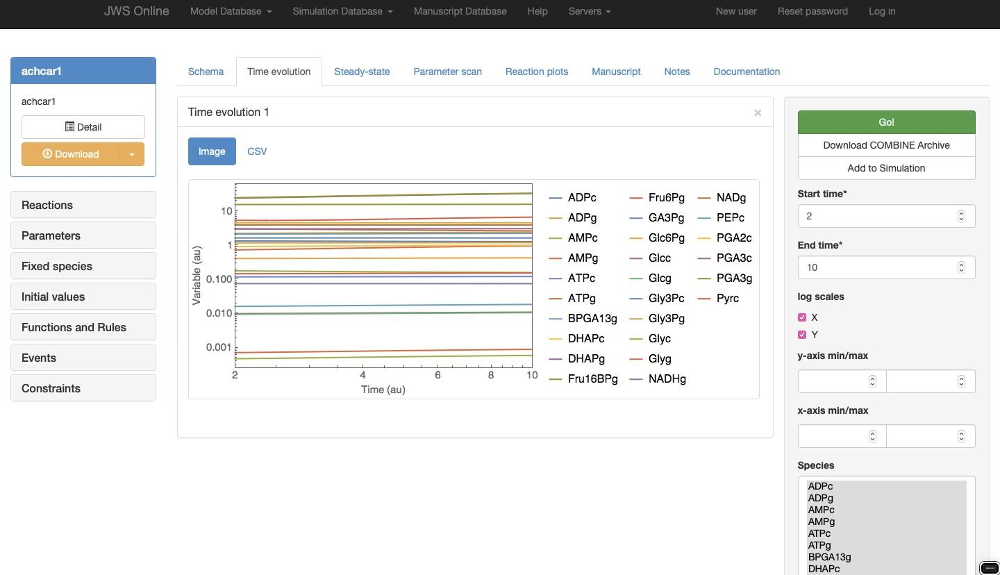 JWS Online Model Database Simulation Database Manuscript Database Help Servers New user Reset password Log in
achcar1
achcar1
Detail
Download
Reactions
Parameters
Fixed species
Initial values
Functions and Rules
Events
Constraints
Schema Time evolution Steady-state Parameter scan Reaction plots Manuscript Notes Documentation
Time evolution 1 ×
Image CSV
Variable (au)
10
1
0.100
0.010
0.001
2 4 6 8 10
Time (au)
ADPc Fru6Pg NADg
ADPg GA3Pg PEPc
AMPc Glc6Pg PGA2c
AMPg Glcc PGA3c
ATPc Glcg PGA3g
ATPg Gly3Pc Pyrc
BPGA13g Gly3Pg
DHAPc Glyc
DHAPg Glyg
Fru16BPg NADHg
Go!
Download COMBINE Archive
Add to Simulation
Start time*
2
End time*
10
log scales
X
Y
y-axis min/max
x-axis min/max
Species
ADPc
ADPg
AMPc
AMPg
ATPc
ATPg
BPGA13g
DHAPc